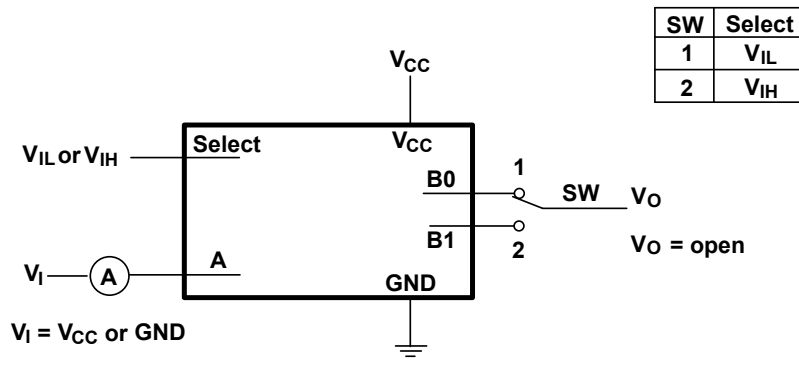 SW Select
1 VIL
2 VIH
VCC
VIL or VIH
Select
VCC
B0
1
SW
VO
B1
2
VO = open
VI
A
A
GND
VI = VCC or GND